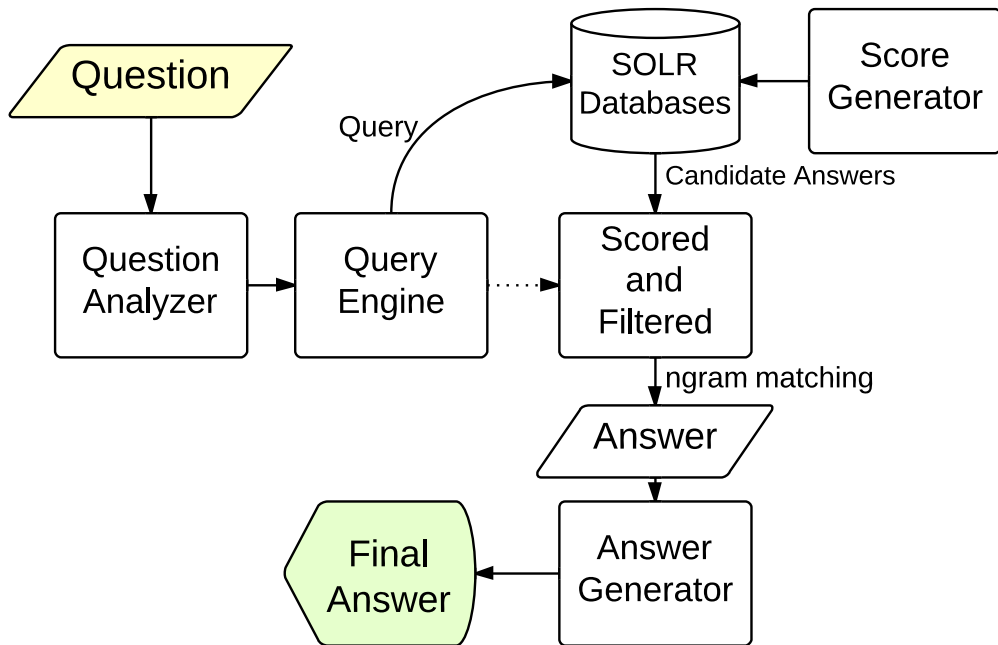 Question
SOLR
Databases
Score
Generator
Query
Candidate Answers
Question
Analyzer
Query
Engine
Scored
and
Filtered
ngram matching
Answer
Final
Answer
Answer
Generator